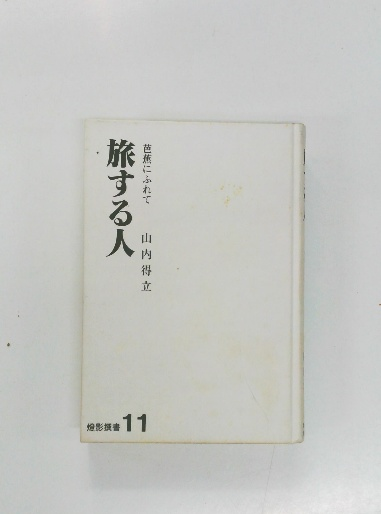 芭蕉にふれて
旅する人
山内得立
燈影撰書 11